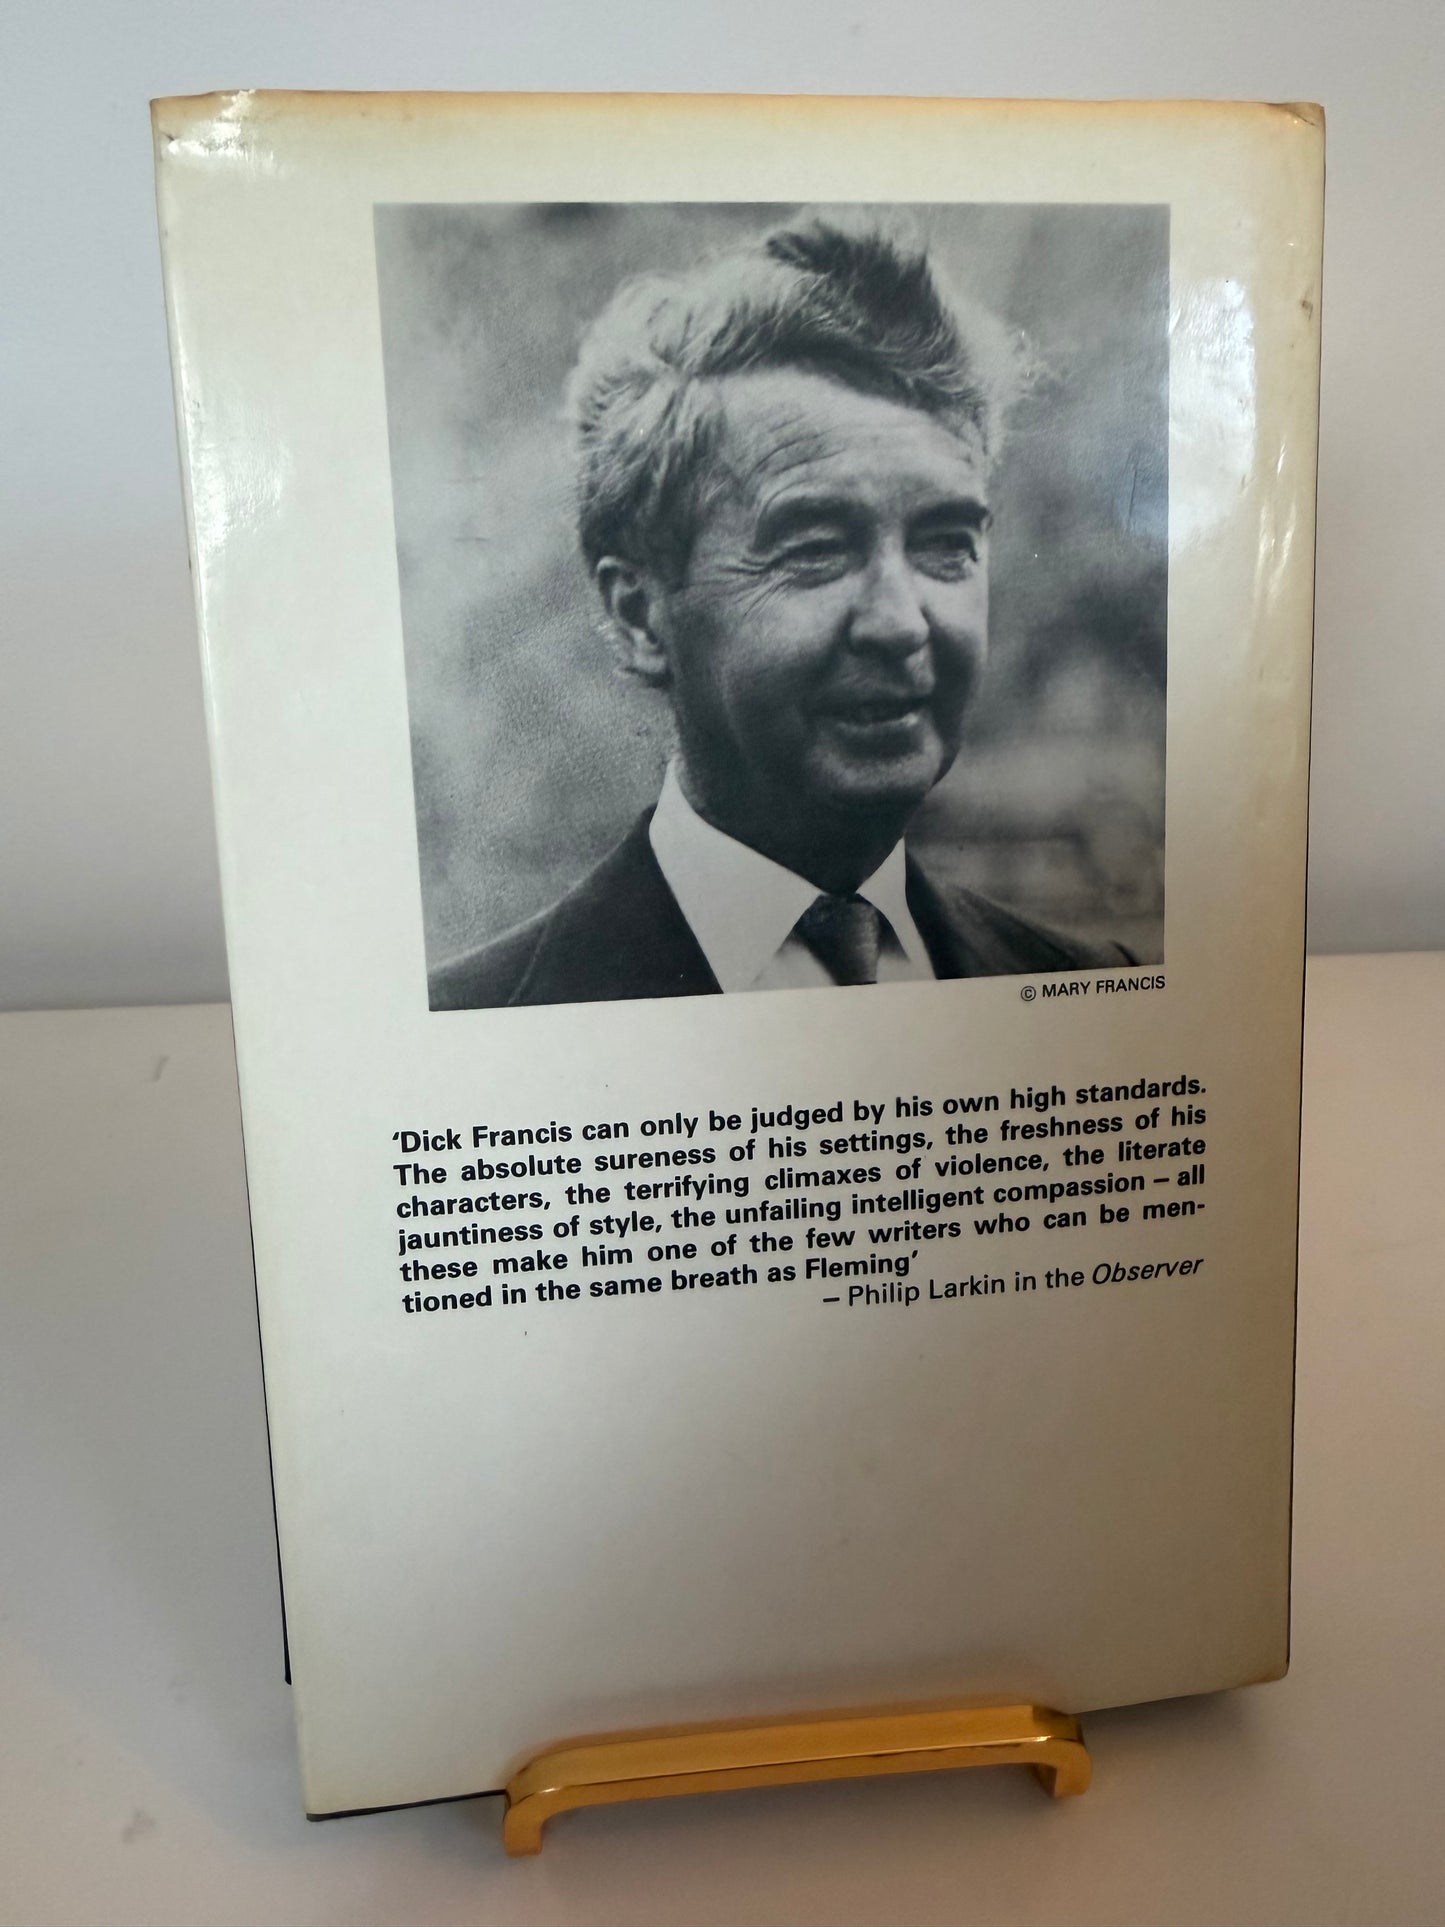 © MARY FRANCIS
‘Dick Francis can only be judged by his own high standards.
The absolute sureness of his settings, the freshness of his
characters, the terrifying climaxes of violence, the literate
jauntiness of style, the unfailing intelligent compassion – all
these make him one of the few writers who can be men-
tioned in the same breath as Fleming’
– Philip Larkin in the Observer